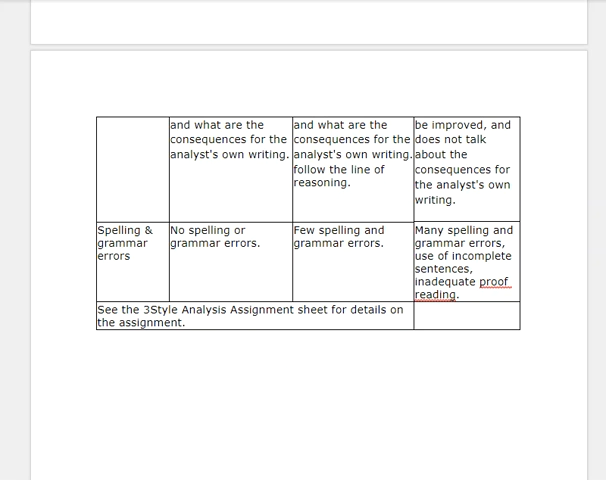 and what are the
consequences for the
analyst's own writing.
and what are the
consequences for the
analyst's own writing.
follow the line of
reasoning.
be improved, and
does not talk
about the
consequences for
the analyst's own
writing.
Spelling &
grammar
errors
No spelling or
grammar errors.
Few spelling and
grammar errors.
Many spelling and
grammar errors,
use of incomplete
sentences,
inadequate proof
reading.
See the 3Style Analysis Assignment sheet for details on
the assignment.